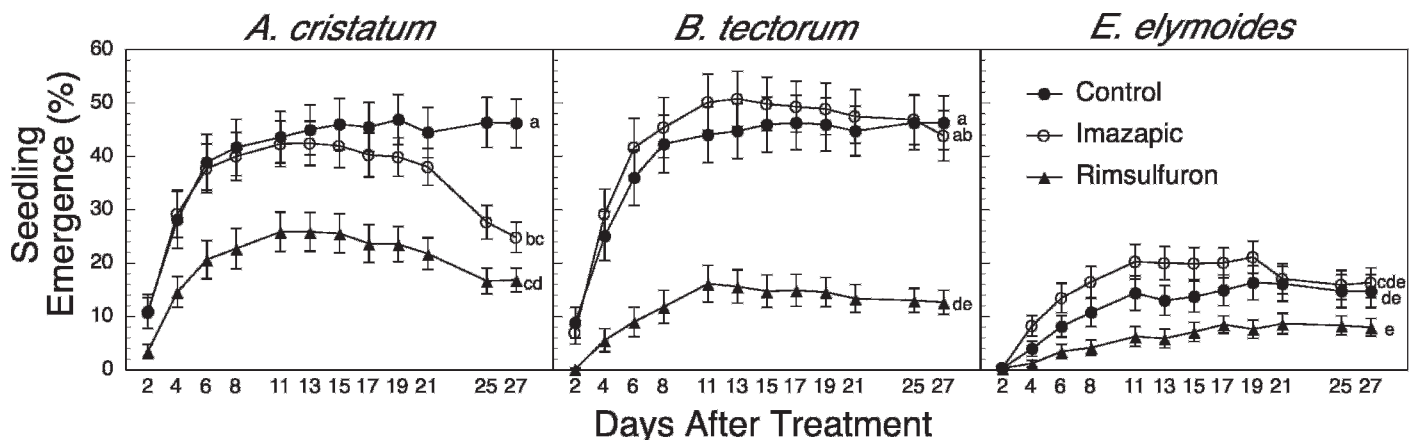 A. cristatum
B. tectorum
E. elymoides
Seedling
Emergence (%)
60
50
40
30
20
10
0
a
bc
cd
a
ab
de
Control
Imazapic
Rimsulfuron
cde
de
e
2 4 6 8 11 13 15 17 19 21 25 27
2 4 6 8 11 13 15 17 19 21 25 27
2 4 6 8 11 13 15 17 19 21 25 27
Days After Treatment